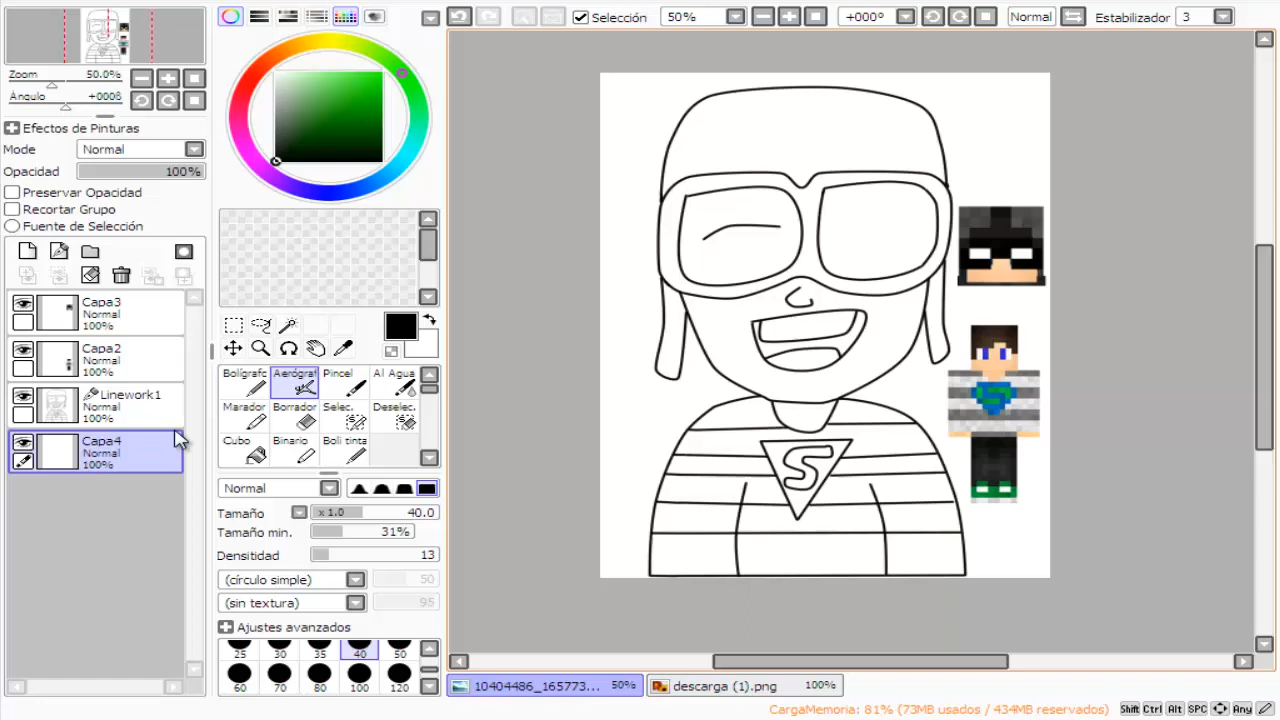 Selección
50%
+000º
Normal
Estabilizador
3
Zoom
50.0%
Ángulo
+0008
Efectos de Pinturas
Mode
Normal
Opacidad
100%
Preservar Opacidad
Recortar Grupo
Fuente de Selección
Capa3
Normal
100%
Capa2
Normal
100%
Linework1
Normal
100%
Capa4
Normal
100%
Bolígrafc
Aerógraf
Pincel
Al Agua
Marador
Borrador
Selec.
Deselec.
Cubo
Binario
Boli tinta
Normal
Tamaño
x 1.0
40.0
Tamaño min.
31%
Densitidad
13
(círculo simple)
50
(sin textura)
95
Ajustes avanzados
25 30 35 40 50
60 70 80 100 120
S
10404486_165773...
50%
descarga (1).png
100%
CargaMemoria: 81% (73MB usados / 434MB reservados)
Shift Ctrl Alt SPC Any